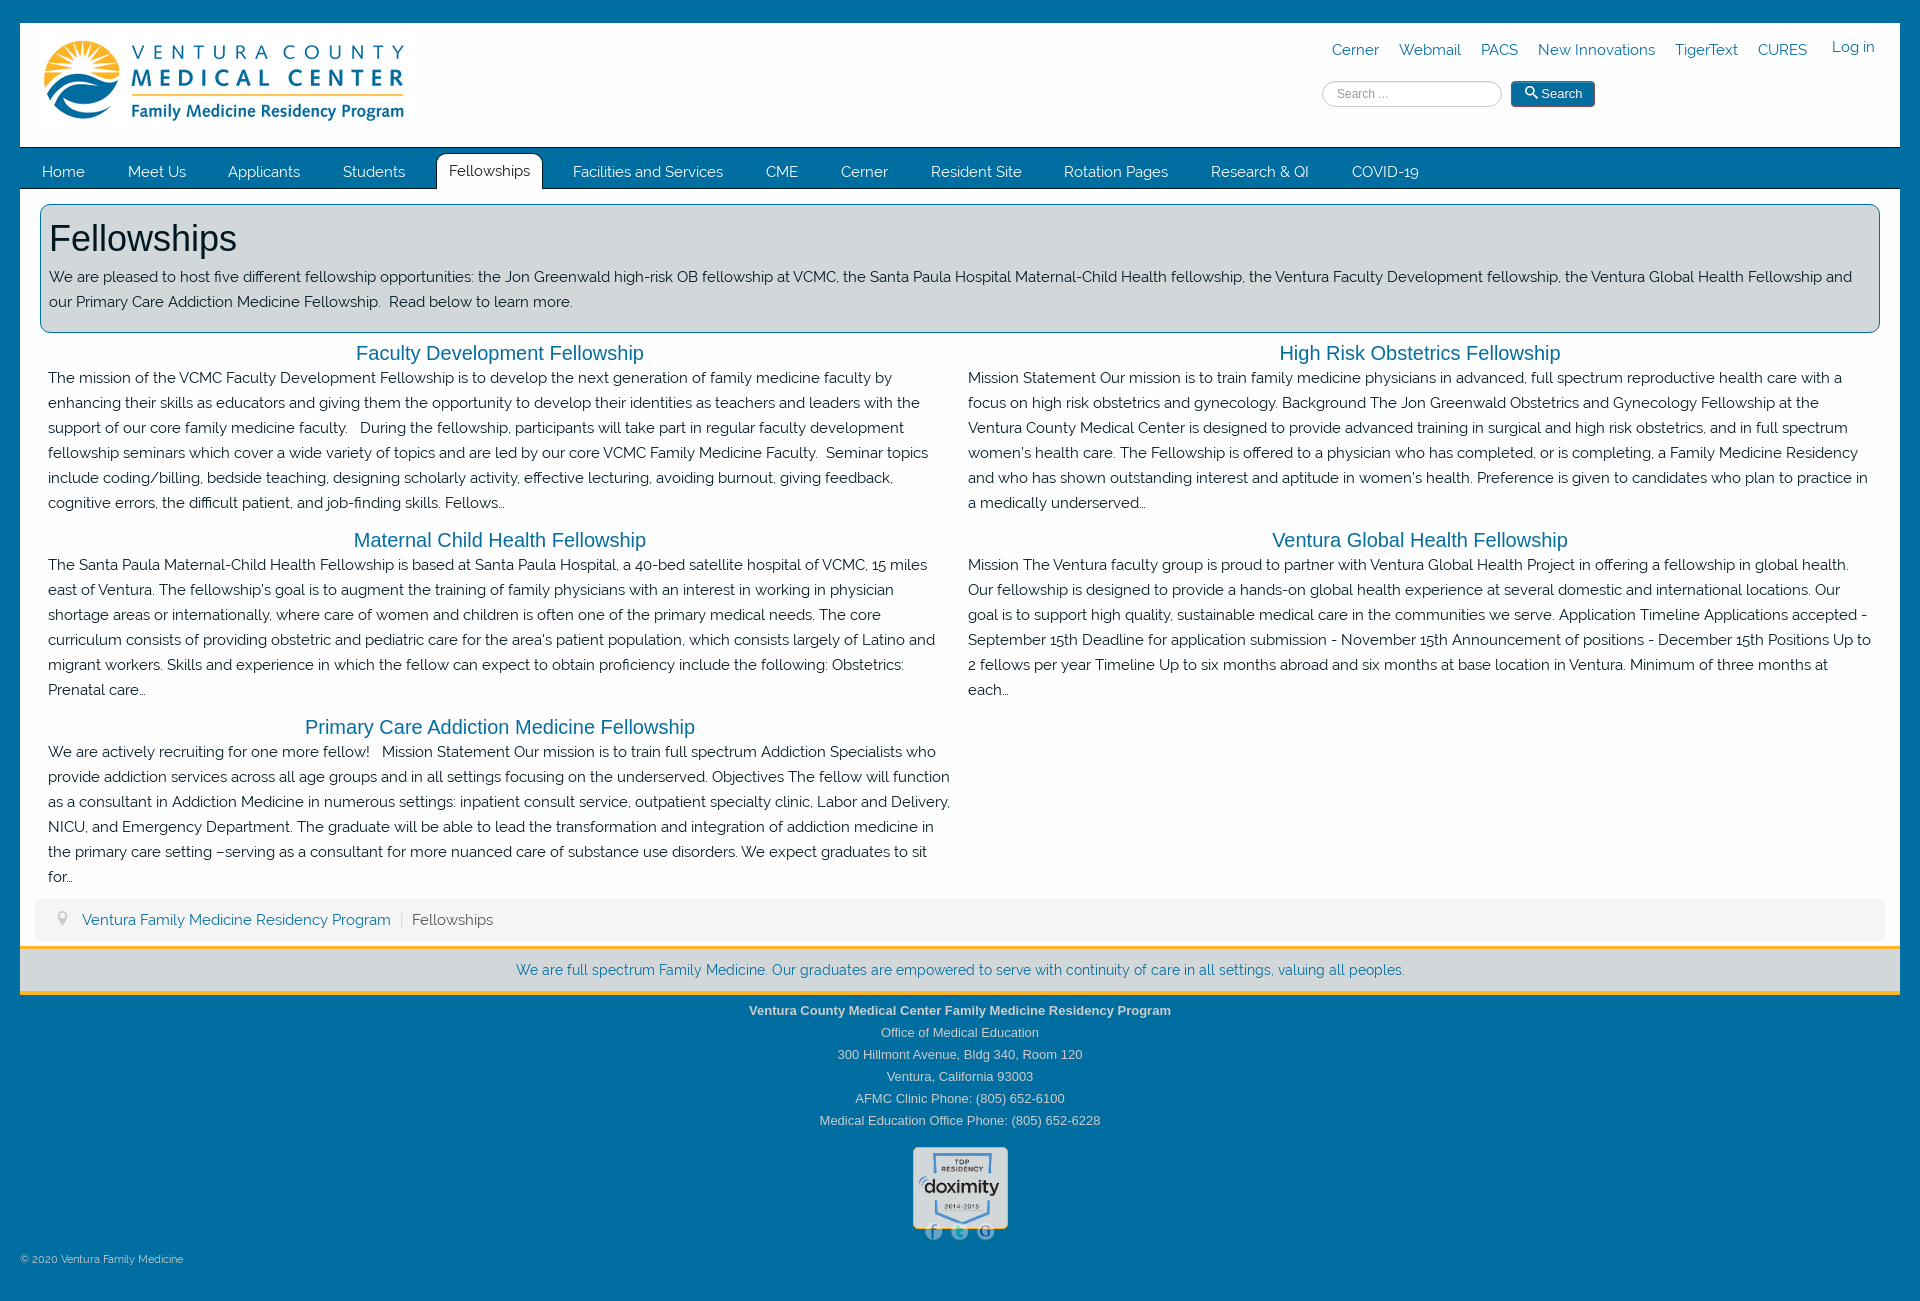 VENTURA COUNTY
MEDICAL CENTER
Family Medicine Residency Program
Cerner Webmail PACS New Innovations TigerText CURES Log in
Search ... Search
Home Meet Us Applicants Students Fellowships Facilities and Services CME Cerner Resident Site Rotation Pages Research & QI COVID-19
Fellowships
We are pleased to host five different fellowship opportunities: the Jon Greenwald high-risk OB fellowship at VCMC, the Santa Paula Hospital Maternal-Child Health fellowship, the Ventura Faculty Development fellowship, the Ventura Global Health Fellowship and
our Primary Care Addiction Medicine Fellowship.  Read below to learn more.
Faculty Development Fellowship
The mission of the VCMC Faculty Development Fellowship is to develop the next generation of family medicine faculty by
enhancing their skills as educators and giving them the opportunity to develop their identities as teachers and leaders with the
support of our core family medicine faculty.   During the fellowship, participants will take part in regular faculty development
fellowship seminars which cover a wide variety of topics and are led by our core VCMC Family Medicine Faculty.  Seminar topics
include coding/billing, bedside teaching, designing scholarly activity, effective lecturing, avoiding burnout, giving feedback,
cognitive errors, the difficult patient, and job-finding skills. Fellows…
High Risk Obstetrics Fellowship
Mission Statement Our mission is to train family medicine physicians in advanced, full spectrum reproductive health care with a
focus on high risk obstetrics and gynecology. Background The Jon Greenwald Obstetrics and Gynecology Fellowship at the
Ventura County Medical Center is designed to provide advanced training in surgical and high risk obstetrics, and in full spectrum
women's health care. The Fellowship is offered to a physician who has completed, or is completing, a Family Medicine Residency
and who has shown outstanding interest and aptitude in women's health. Preference is given to candidates who plan to practice in
a medically underserved…
Maternal Child Health Fellowship
The Santa Paula Maternal-Child Health Fellowship is based at Santa Paula Hospital, a 40-bed satellite hospital of VCMC, 15 miles
east of Ventura. The fellowship's goal is to augment the training of family physicians with an interest in working in physician
shortage areas or internationally, where care of women and children is often one of the primary medical needs. The core
curriculum consists of providing obstetric and pediatric care for the area's patient population, which consists largely of Latino and
migrant workers. Skills and experience in which the fellow can expect to obtain proficiency include the following: Obstetrics:
Prenatal care…
Ventura Global Health Fellowship
Mission The Ventura faculty group is proud to partner with Ventura Global Health Project in offering a fellowship in global health.
Our fellowship is designed to provide a hands-on global health experience at several domestic and international locations. Our
goal is to support high quality, sustainable medical care in the communities we serve. Application Timeline Applications accepted -
September 15th Deadline for application submission - November 15th Announcement of positions - December 15th Positions Up to
2 fellows per year Timeline Up to six months abroad and six months at base location in Ventura. Minimum of three months at
each…
Primary Care Addiction Medicine Fellowship
We are actively recruiting for one more fellow!   Mission Statement Our mission is to train full spectrum Addiction Specialists who
provide addiction services across all age groups and in all settings focusing on the underserved. Objectives The fellow will function
as a consultant in Addiction Medicine in numerous settings: inpatient consult service, outpatient specialty clinic, Labor and Delivery,
NICU, and Emergency Department. The graduate will be able to lead the transformation and integration of addiction medicine in
the primary care setting –serving as a consultant for more nuanced care of substance use disorders. We expect graduates to sit
for…
Ventura Family Medicine Residency Program | Fellowships
We are full spectrum Family Medicine. Our graduates are empowered to serve with continuity of care in all settings, valuing all peoples.
Ventura County Medical Center Family Medicine Residency Program
Office of Medical Education
300 Hillmont Avenue, Bldg 340, Room 120
Ventura, California 93003
AFMC Clinic Phone: (805) 652-6100
Medical Education Office Phone: (805) 652-6228
TOP
RESIDENCY
doximity
2014-2015
f t G
© 2020 Ventura Family Medicine